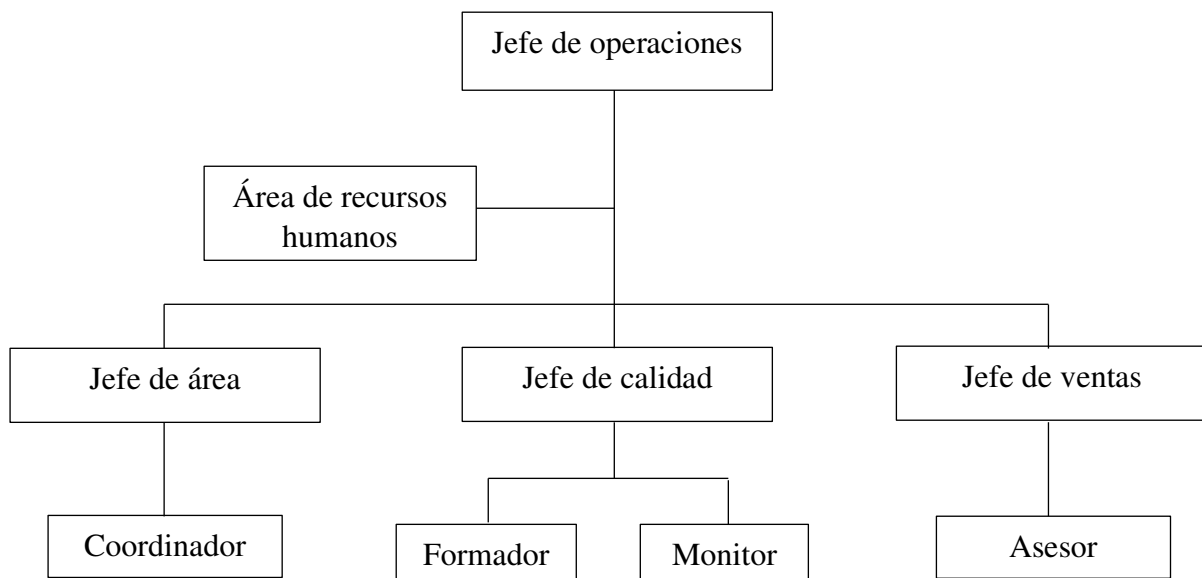 Jefe de operaciones
Área de recursos
humanos
Jefe de área
Jefe de calidad
Jefe de ventas
Coordinador
Formador
Monitor
Asesor